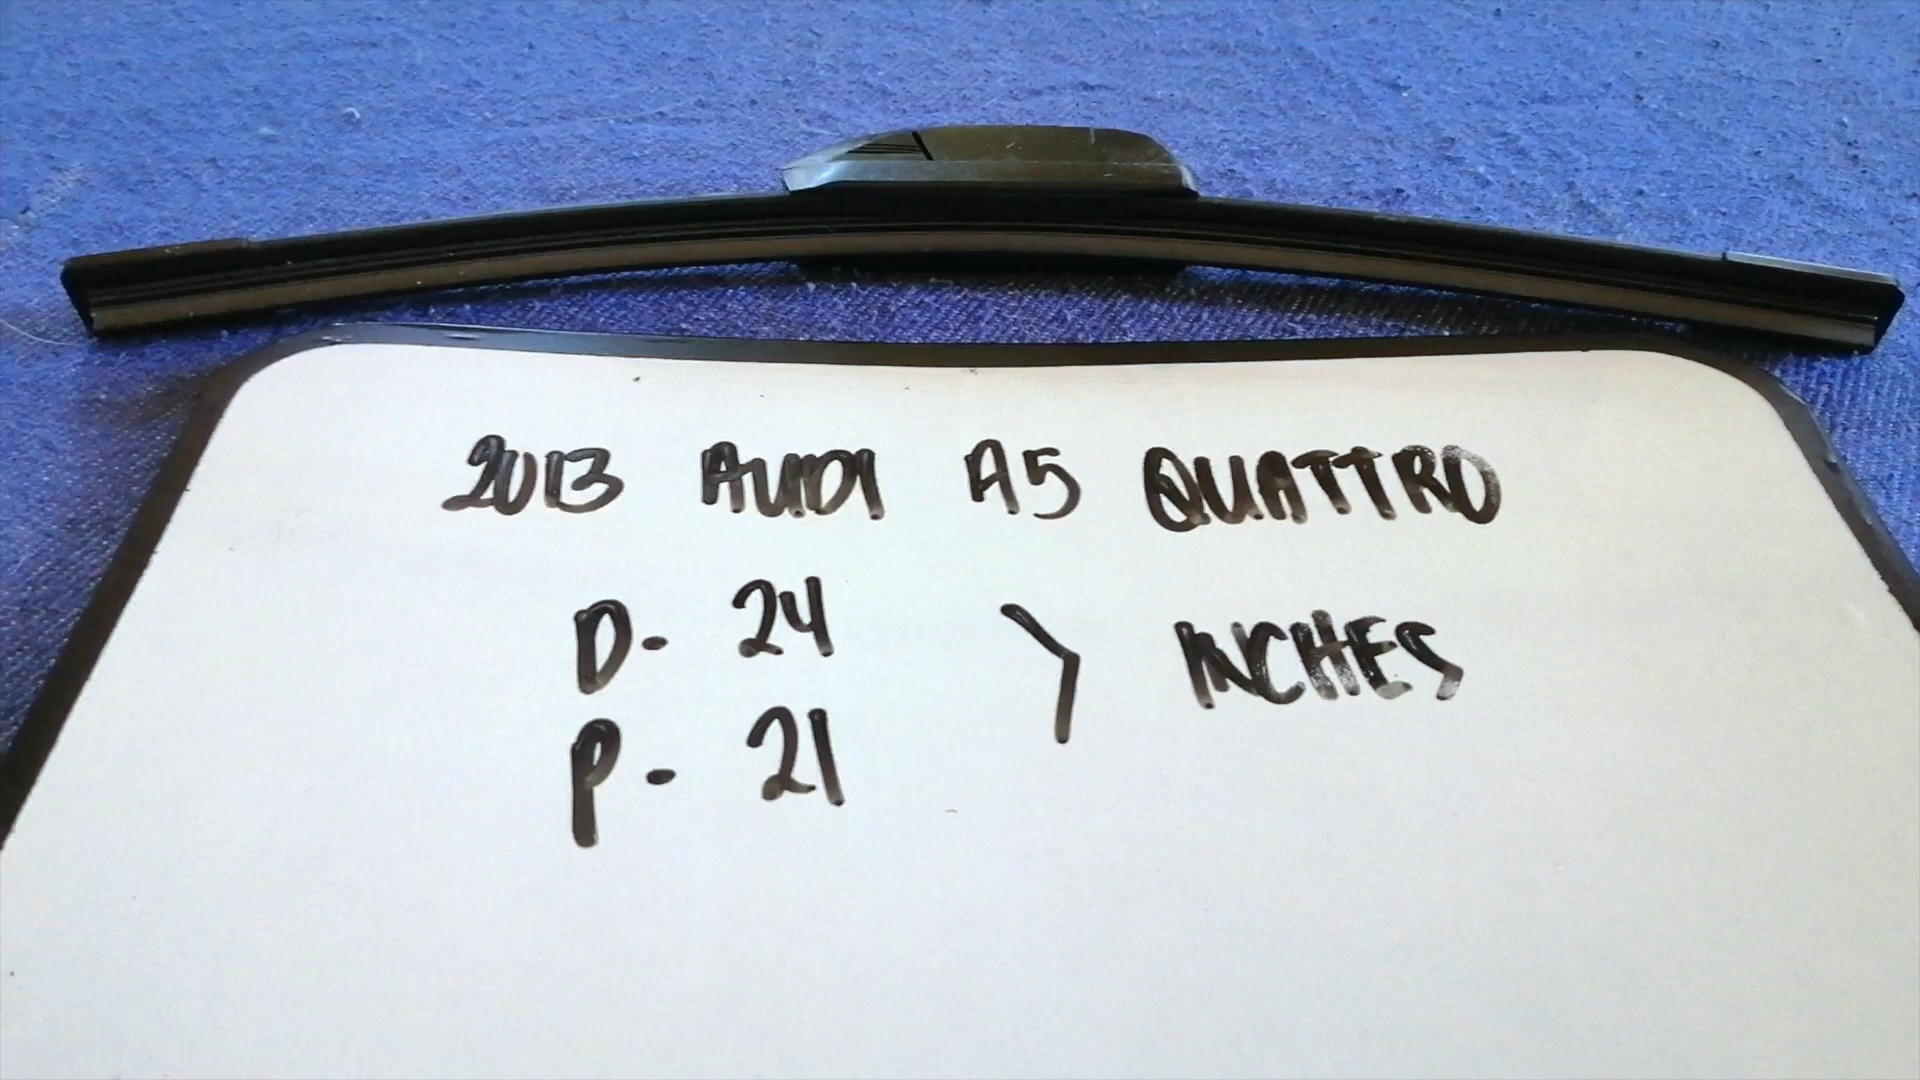 2013 AUDI A5 QUATTRO
D- 24
P- 21
} INCHES